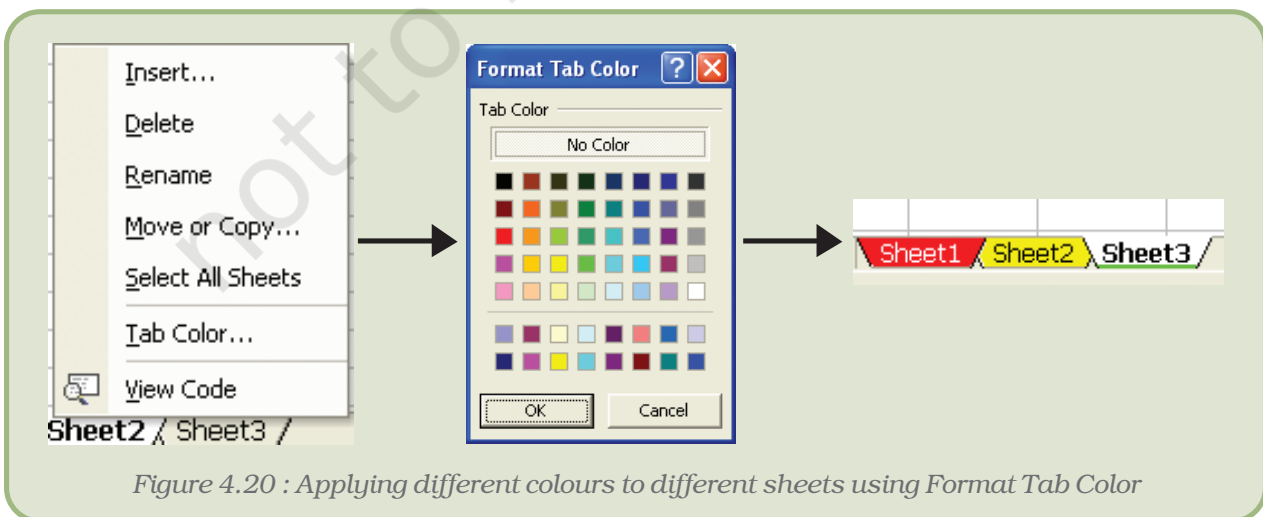 not to
Insert...
Delete
Rename
Move or Copy...
Select All Sheets
Tab Color...
View Code
Sheet2 / Sheet3 /
Format Tab Color ?
Tab Color
No Color
OK Cancel
Sheet1 / Sheet2 \ Sheet3 /
Figure 4.20 : Applying different colours to different sheets using Format Tab Color